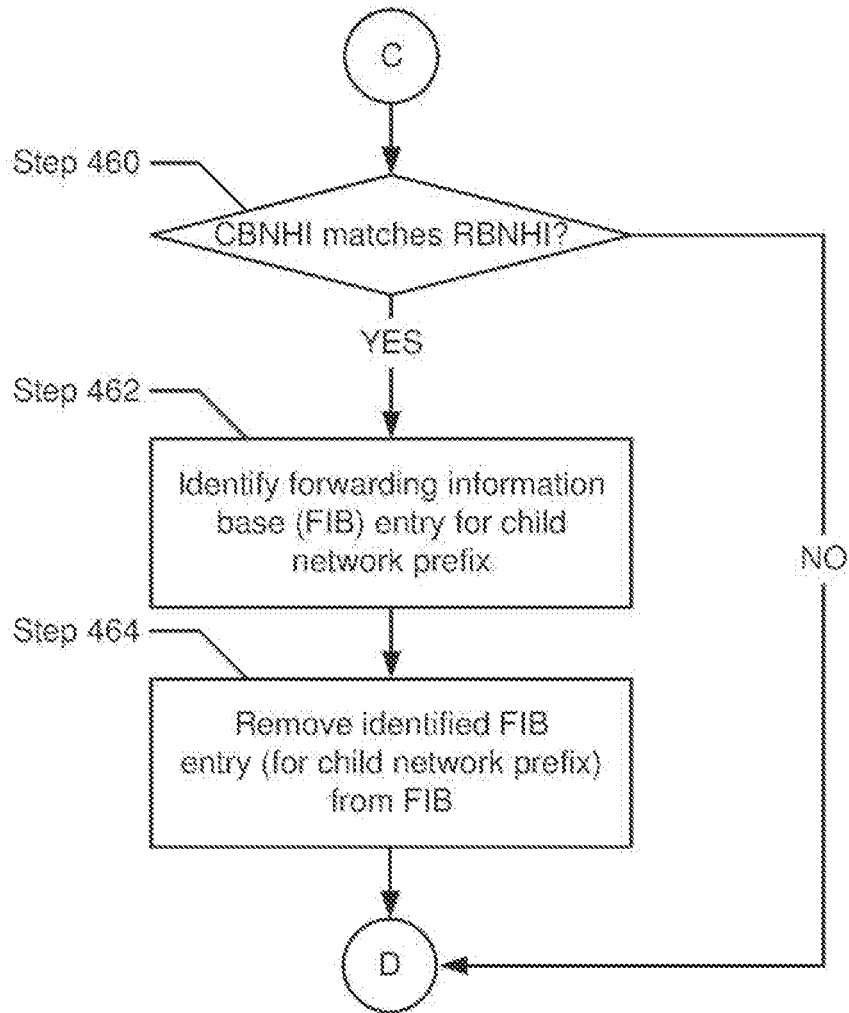 C
Step 460
CBNHI matches RBNHI?
YES
Step 462
Identify forwarding information
base (FIB) entry for child
network prefix
NO
Step 464
Remove identified FIB
entry (for child network prefix)
from FIB
D